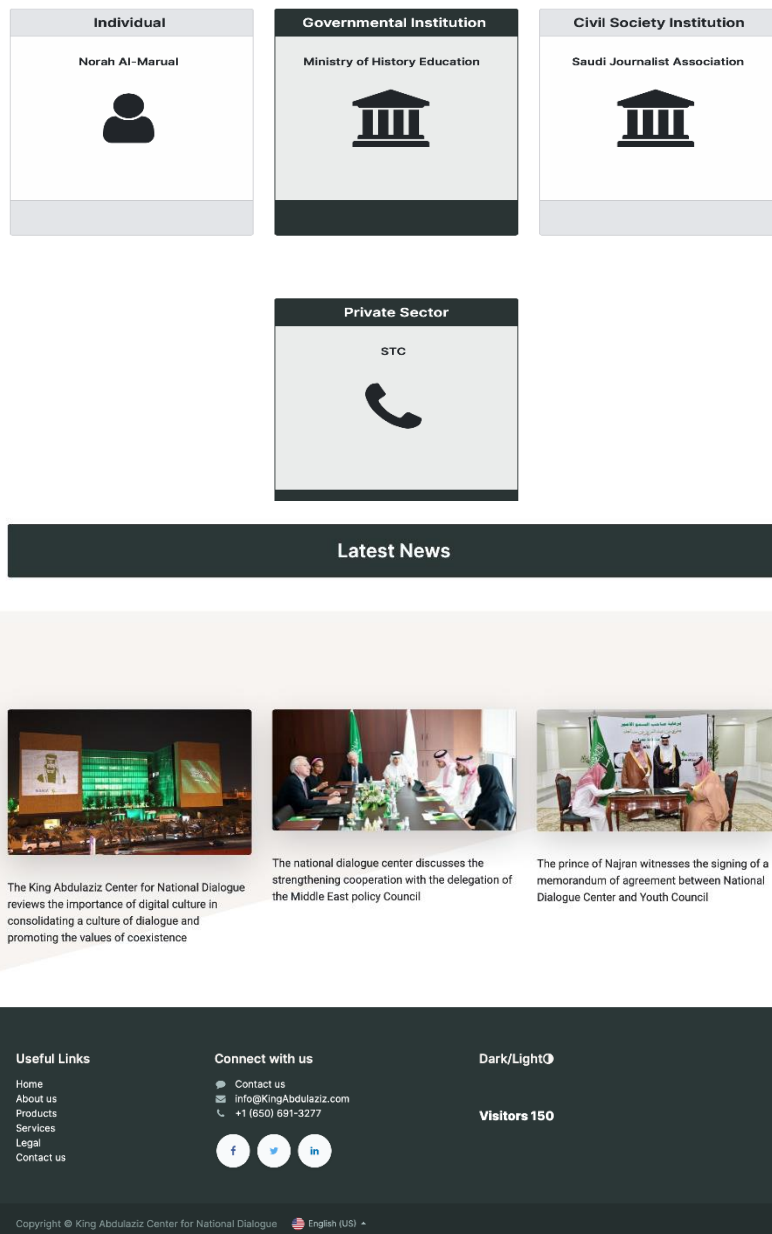 Individual
Norah Al-Marual
Governmental Institution
Ministry of History Education
Civil Society Institution
Saudi Journalist Association
Private Sector
STC
Latest News
The King Abdulaziz Center for National Dialogue
reviews the importance of digital culture in
consolidating a culture of dialogue and
promoting the values of coexistence
The national dialogue center discusses the
strengthening cooperation with the delegation of
the Middle East policy Council
The prince of Najran witnesses the signing of a
memorandum of agreement between National
Dialogue Center and Youth Council
Useful Links
Home
About us
Products
Services
Legal
Contact us
Connect with us
Contact us
info@KingAbdulaziz.com
+1 (650) 691-3277
f
in
Dark/Light
Visitors 150
Copyright © King Abdulaziz Center for National Dialogue
English (US)